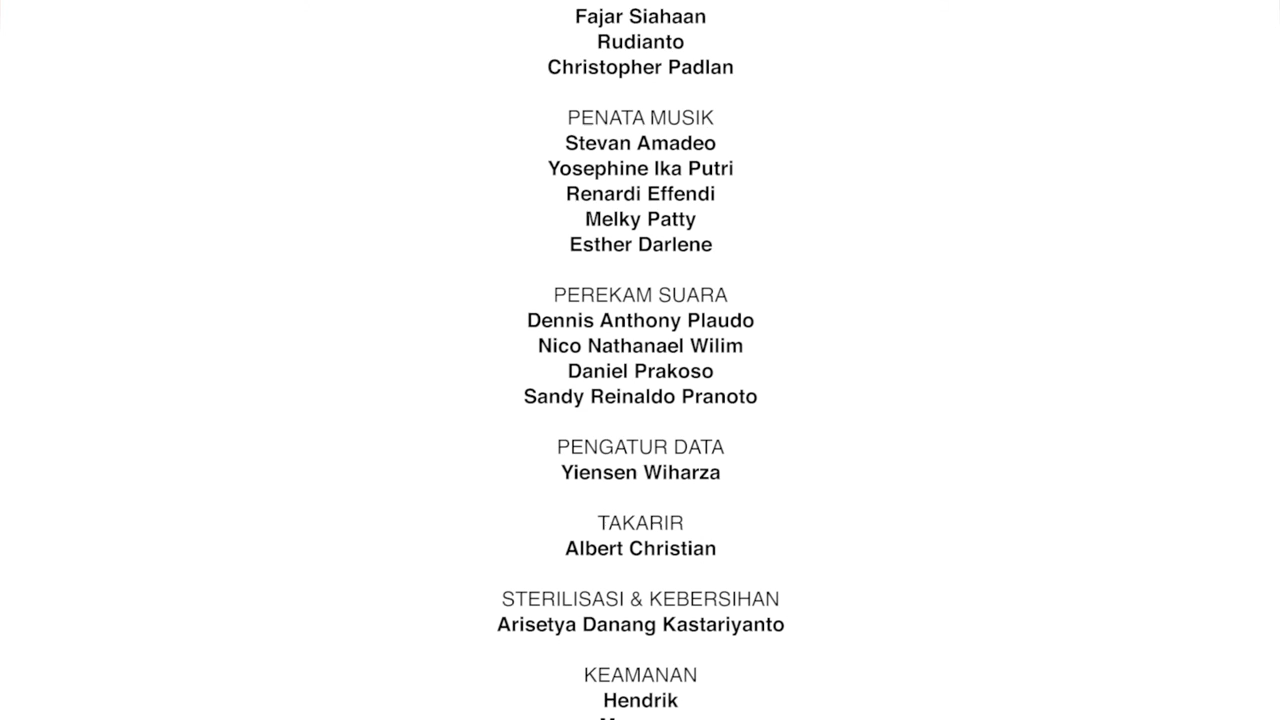 Fajar Siahaan
Rudianto
Christopher Padlan
PENATA MUSIK
Stevan Amadeo
Yosephine Ika Putri
Renardi Effendi
Melky Patty
Esther Darlene
PEREKAM SUARA
Dennis Anthony Plaudo
Nico Nathanael Wilim
Daniel Prakoso
Sandy Reinaldo Pranoto
PENGATUR DATA
Yiensen Wiharza
TAKARIR
Albert Christian
STERILISASI & KEBERSIHAN
Arisetya Danang Kastariyanto
KEAMANAN
Hendrik